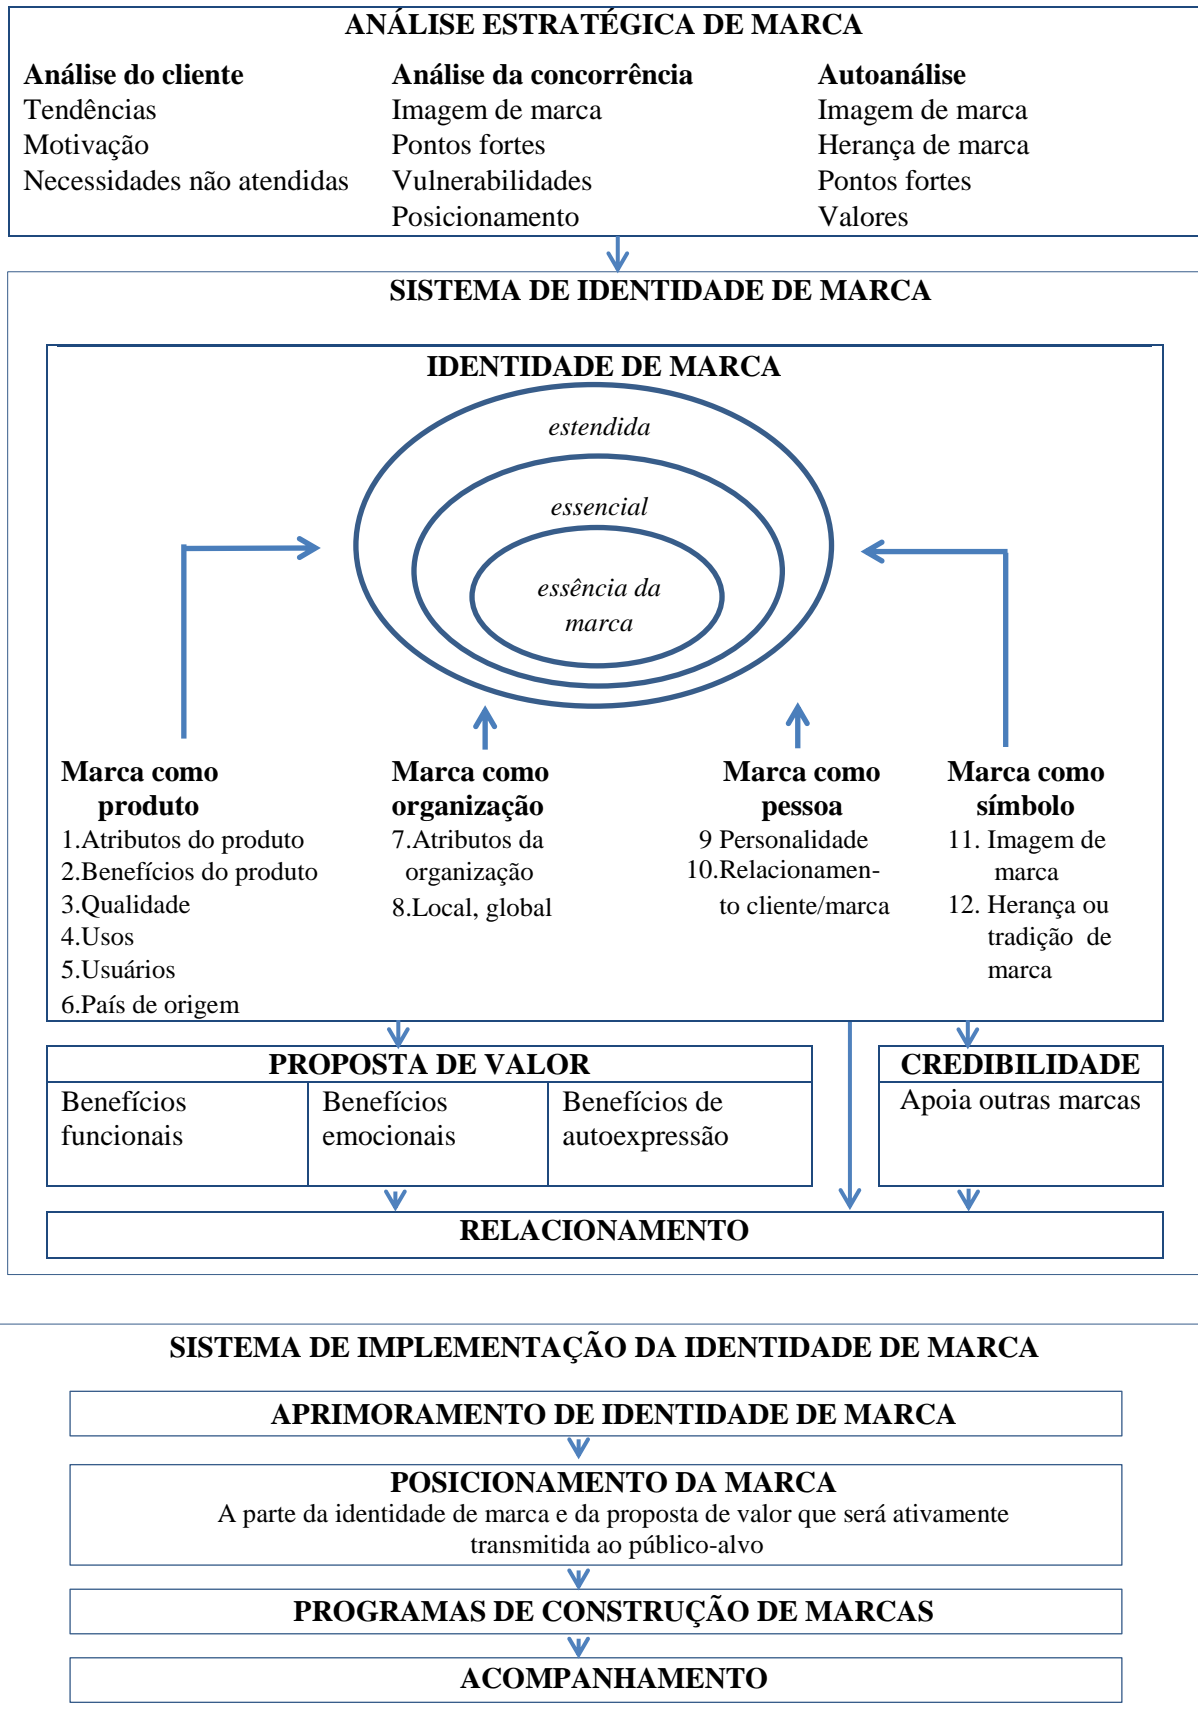 ANÁLISE ESTRATÉGICA DE MARCA
Análise do cliente
Tendências
Motivação
Necessidades não atendidas
Análise da concorrência
Imagem de marca
Pontos fortes
Vulnerabilidades
Posicionamento
Autoanálise
Imagem de marca
Herança de marca
Pontos fortes
Valores
SISTEMA DE IDENTIDADE DE MARCA
IDENTIDADE DE MARCA
estendida
essencial
essência da
marca
Marca como
produto
1.Atributos do produto
2.Benefícios do produto
3.Qualidade
4.Usos
5.Usuários
6.País de origem
Marca como
organização
7.Atributos da
organização
8.Local, global
Marca como
pessoa
9 Personalidade
10.Relacionamen-
to cliente/marca
Marca como
símbolo
11. Imagem de
marca
12. Herança ou
tradição de
marca
PROPOSTA DE VALOR
Benefícios
funcionais
Benefícios
emocionais
Benefícios de
autoexpressão
CREDIBILIDADE
Apoia outras marcas
RELACIONAMENTO
SISTEMA DE IMPLEMENTAÇÃO DA IDENTIDADE DE MARCA
APRIMORAMENTO DE IDENTIDADE DE MARCA
POSICIONAMENTO DA MARCA
A parte da identidade de marca e da proposta de valor que será ativamente
transmitida ao público-alvo
PROGRAMAS DE CONSTRUÇÃO DE MARCAS
ACOMPANHAMENTO